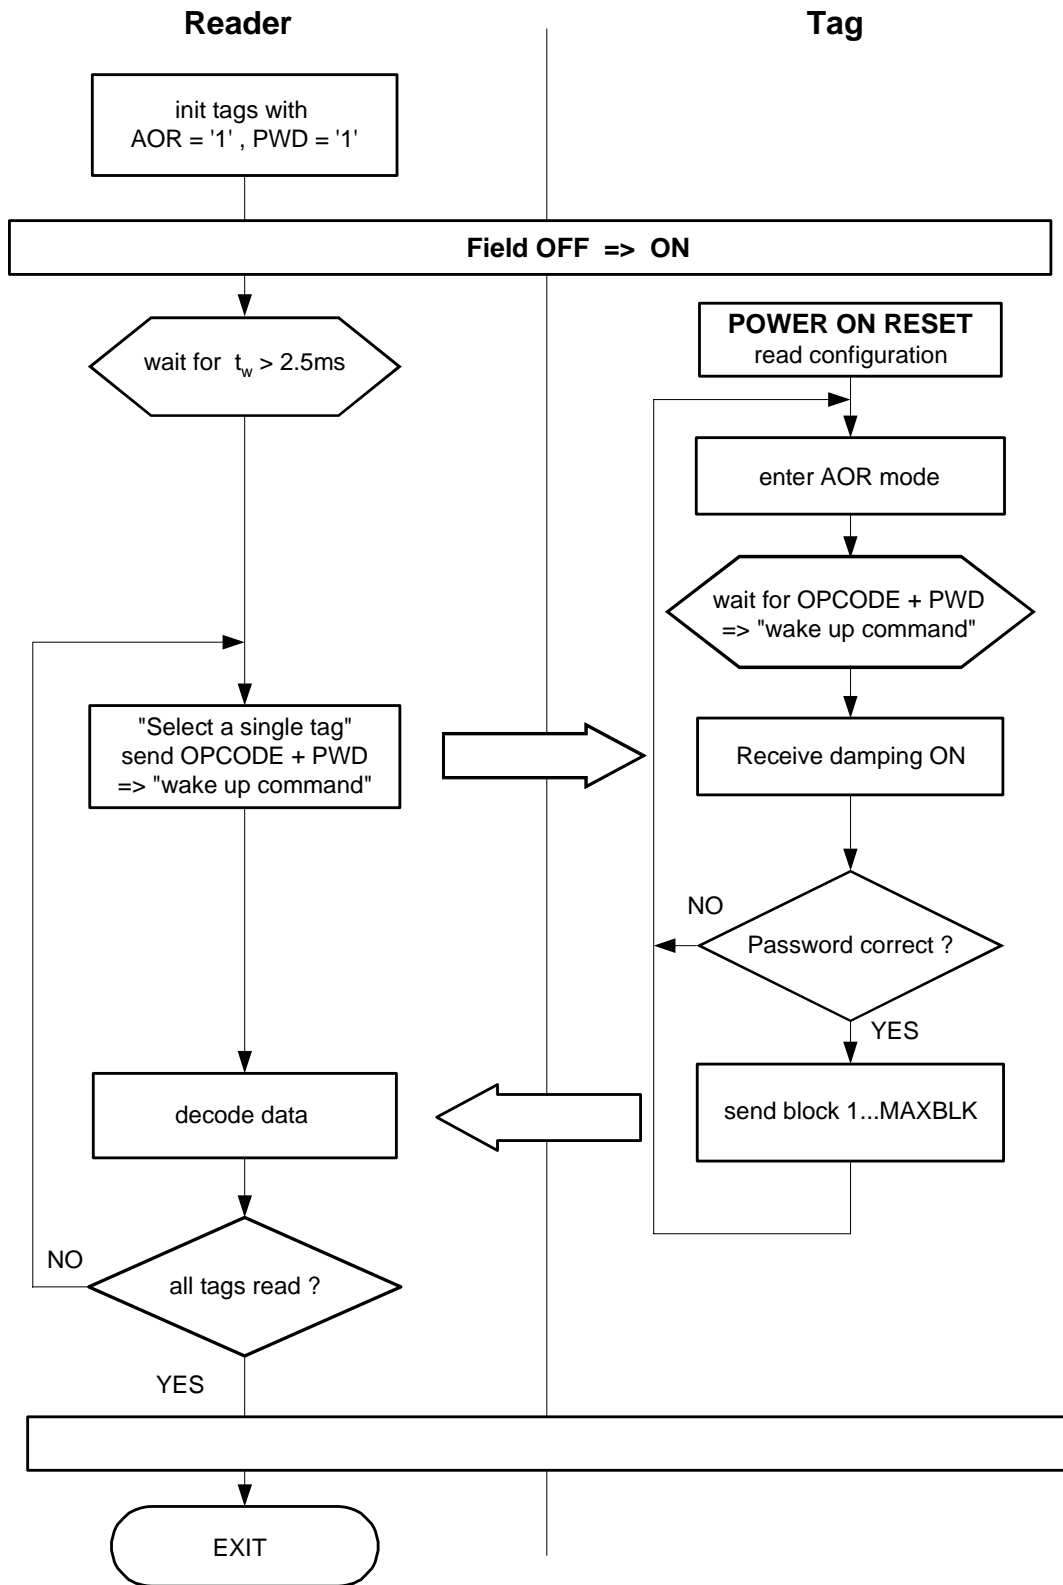 Reader
Tag
init tags with
AOR = '1' , PWD = '1'
Field OFF => ON
wait for tw > 2.5ms
POWER ON RESET
read configuration
enter AOR mode
wait for OPCODE + PWD
=> "wake up command"
"Select a single tag"
send OPCODE + PWD
=> "wake up command"
Receive damping ON
NO
Password correct ?
YES
decode data
send block 1...MAXBLK
NO
all tags read ?
YES
EXIT